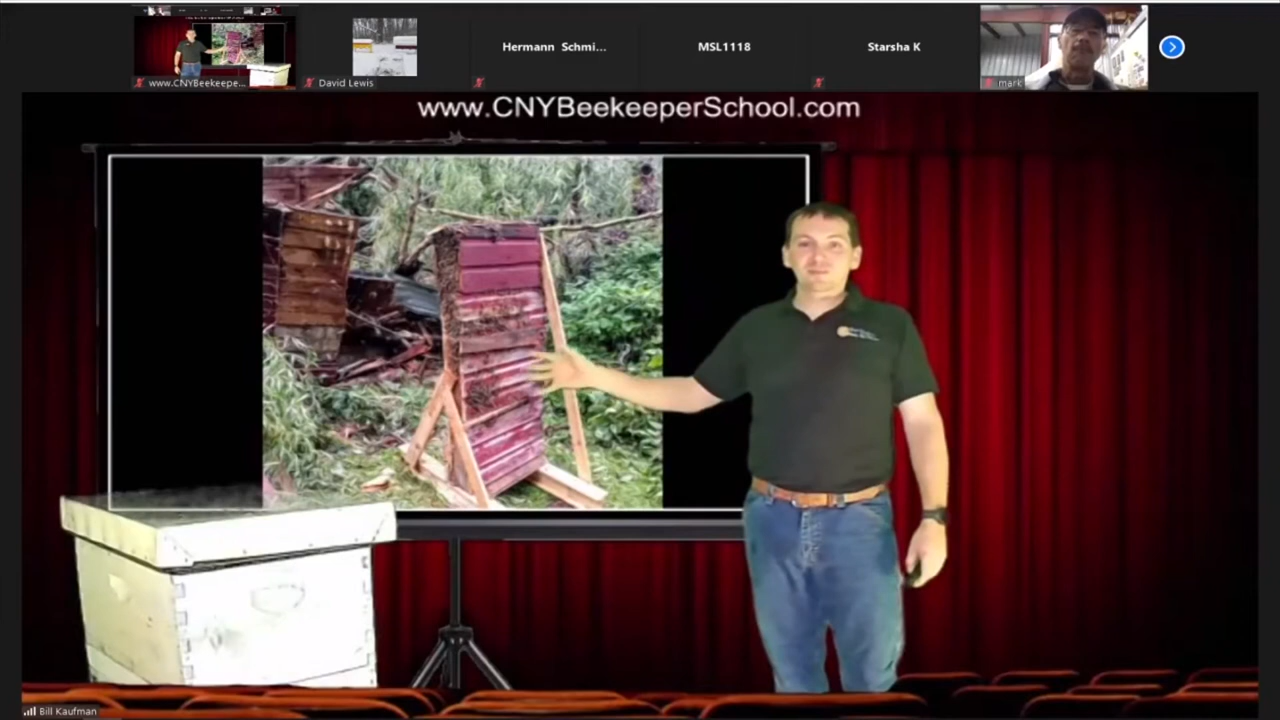 www.CNYBeekeepe...
David Lewis
Hermann Schmi...
MSL1118
Starsha K
mark
www.CNYBeekeeperSchool.com
Bill Kaufman